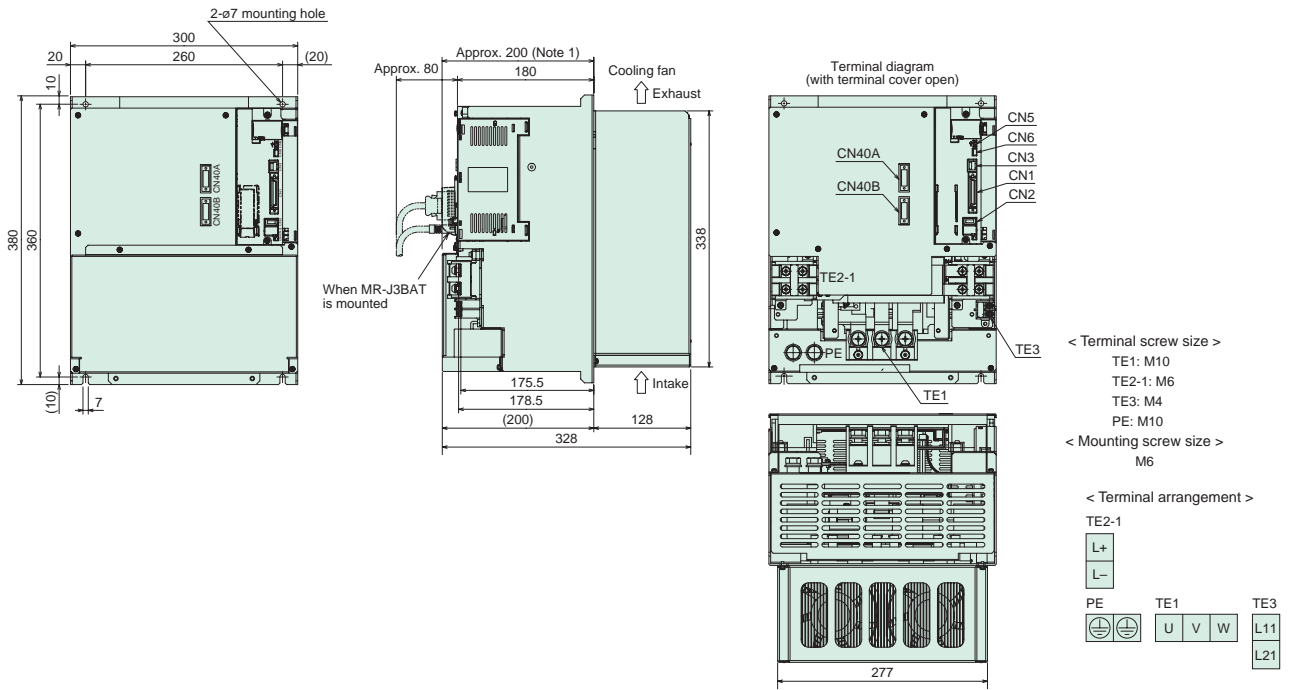 2-ø7 mounting hole
300
20
260
(20)
10
380
360
CN40A
CN40B
(10)
7
Approx. 200 (Note 1)
Approx. 80
180
Cooling fan
Exhaust
When MR-J3BAT
is mounted
338
Intake
175.5
178.5
(200)
128
328
Terminal diagram
(with terminal cover open)
CN5
CN6
CN3
CN1
CN2
CN40A
CN40B
TE2-1
PE
TE3
TE1
277
< Terminal screw size >
TE1: M10
TE2-1: M6
TE3: M4
PE: M10
< Mounting screw size >
M6
< Terminal arrangement >
TE2-1
L+
L–
PE
TE1
TE3
U V W
L11
L21